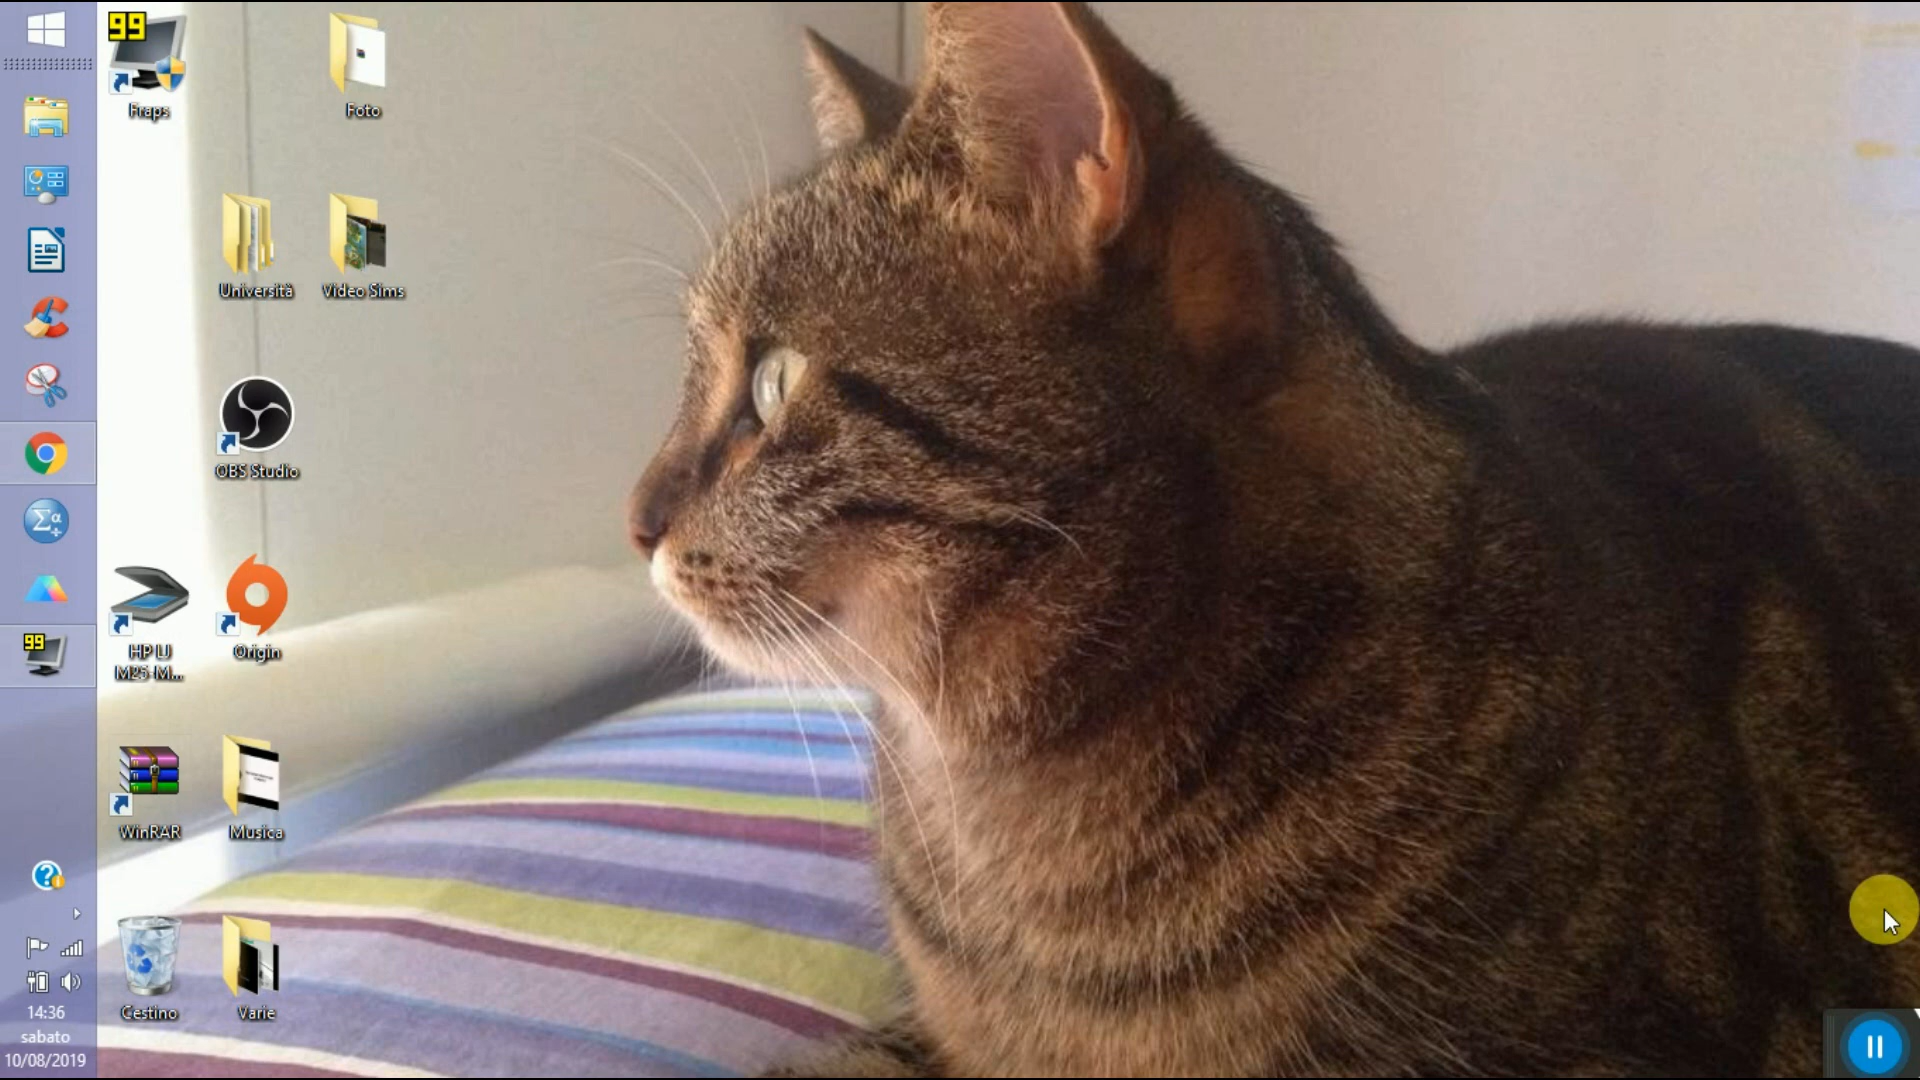 99
Fraps
Foto
Università
Video Sims
OBS Studio
Σα
99
HP LJ
M25-M...
Origin
WinRAR
Musica
Cestino
Varie
14:36
sabato
10/08/2019